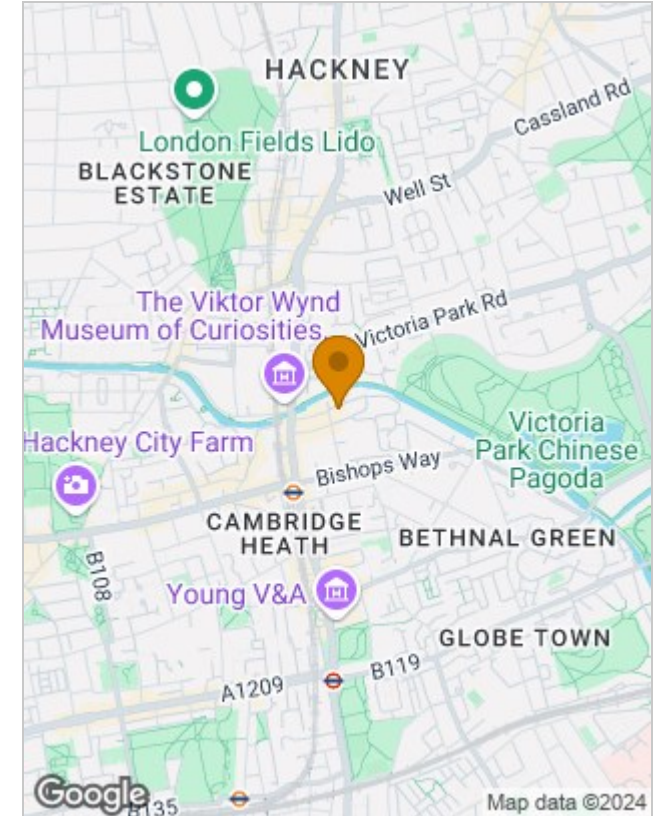 HACKNEY
Cassland Rd
London Fields Lido
BLACKSTONE
ESTATE
Well St
The Viktor Wynd
Museum of Curiosities...
Victoria Park Rd
Hackney City Farm
Victoria
Park Chinese
Pagoda
Bishops Way
CAMBRIDGE
HEATH
BETHNAL GREEN
B108
Young V&A
GLOBE TOWN
B119
A1209
Google
B135
Map data ©2024